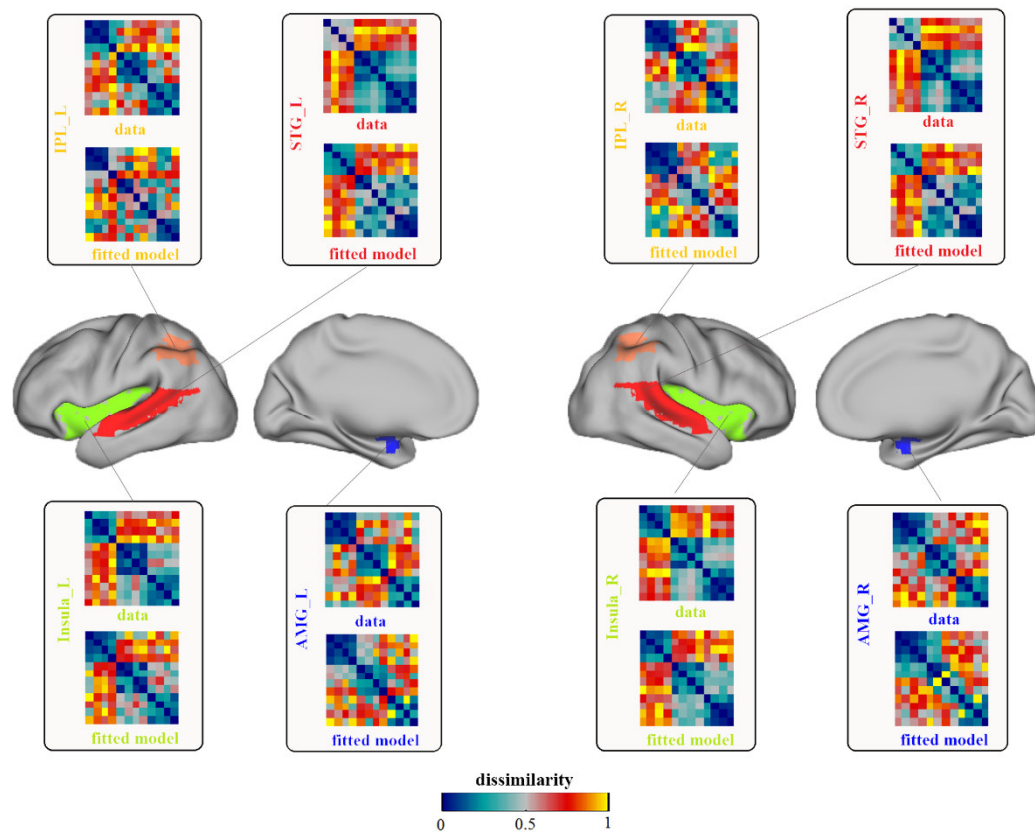 IPL_L
data
fitted model
STG_L
data
fitted model
IPL_R
data
fitted model
STG_R
data
fitted model
Insula_L
data
fitted model
AMG_L
data
fitted model
Insula_R
data
fitted model
AMG_R
data
fitted model
dissimilarity
0 0.5 1